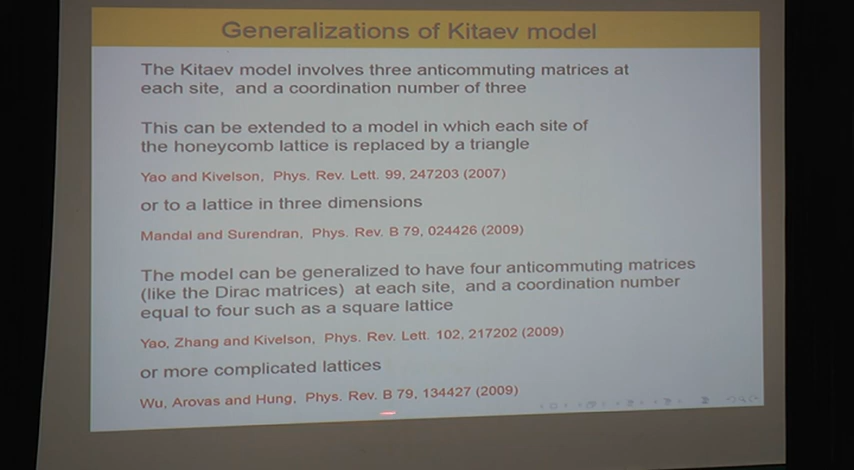 Generalizations of Kitaev model
The Kitaev model involves three anticommuting matrices at
each site, and a coordination number of three
This can be extended to a model in which each site of
the honeycomb lattice is replaced by a triangle
Yao and Kivelson, Phys. Rev. Lett. 99, 247203 (2007)
or to a lattice in three dimensions
Mandal and Surendran, Phys. Rev. B 79, 024426 (2009)
The model can be generalized to have four anticommuting matrices
(like the Dirac matrices) at each site, and a coordination number
equal to four such as a square lattice
Yao, Zhang and Kivelson, Phys. Rev. Lett. 102, 217202 (2009)
or more complicated lattices
Wu, Arovas and Hung, Phys. Rev. B 79, 134427 (2009)